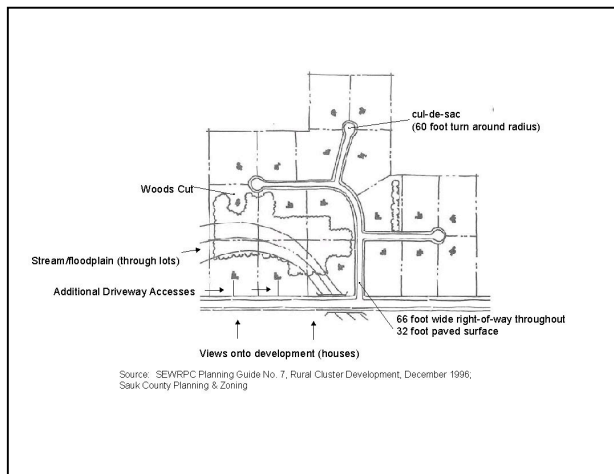 cul-de-sac
(60 foot turn around radius)
Woods Cut
Stream/floodplain (through lots)
Additional Driveway Accesses
66 foot wide right-of-way throughout
32 foot paved surface
Views onto development (houses)
Source: SEWRPC Planning Guide No. 7, Rural Cluster Development, December 1996;
Sauk County Planning & Zoning